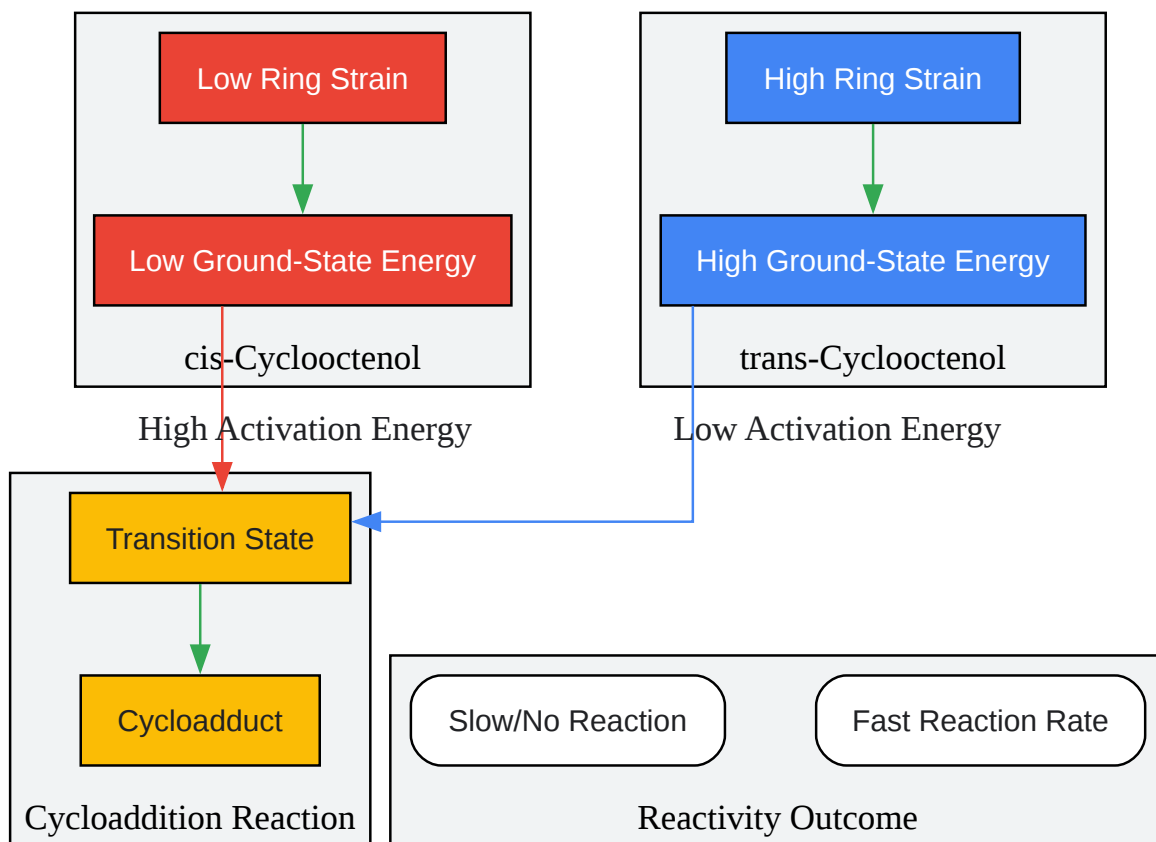 Low Ring Strain
High Ring Strain
Low Ground-State Energy
High Ground-State Energy
cis-Cyclooctenol
trans-Cyclooctenol
High Activation Energy
Low Activation Energy
Transition State
Cycloadduct
Slow/No Reaction
Fast Reaction Rate
Cycloaddition Reaction
Reactivity Outcome